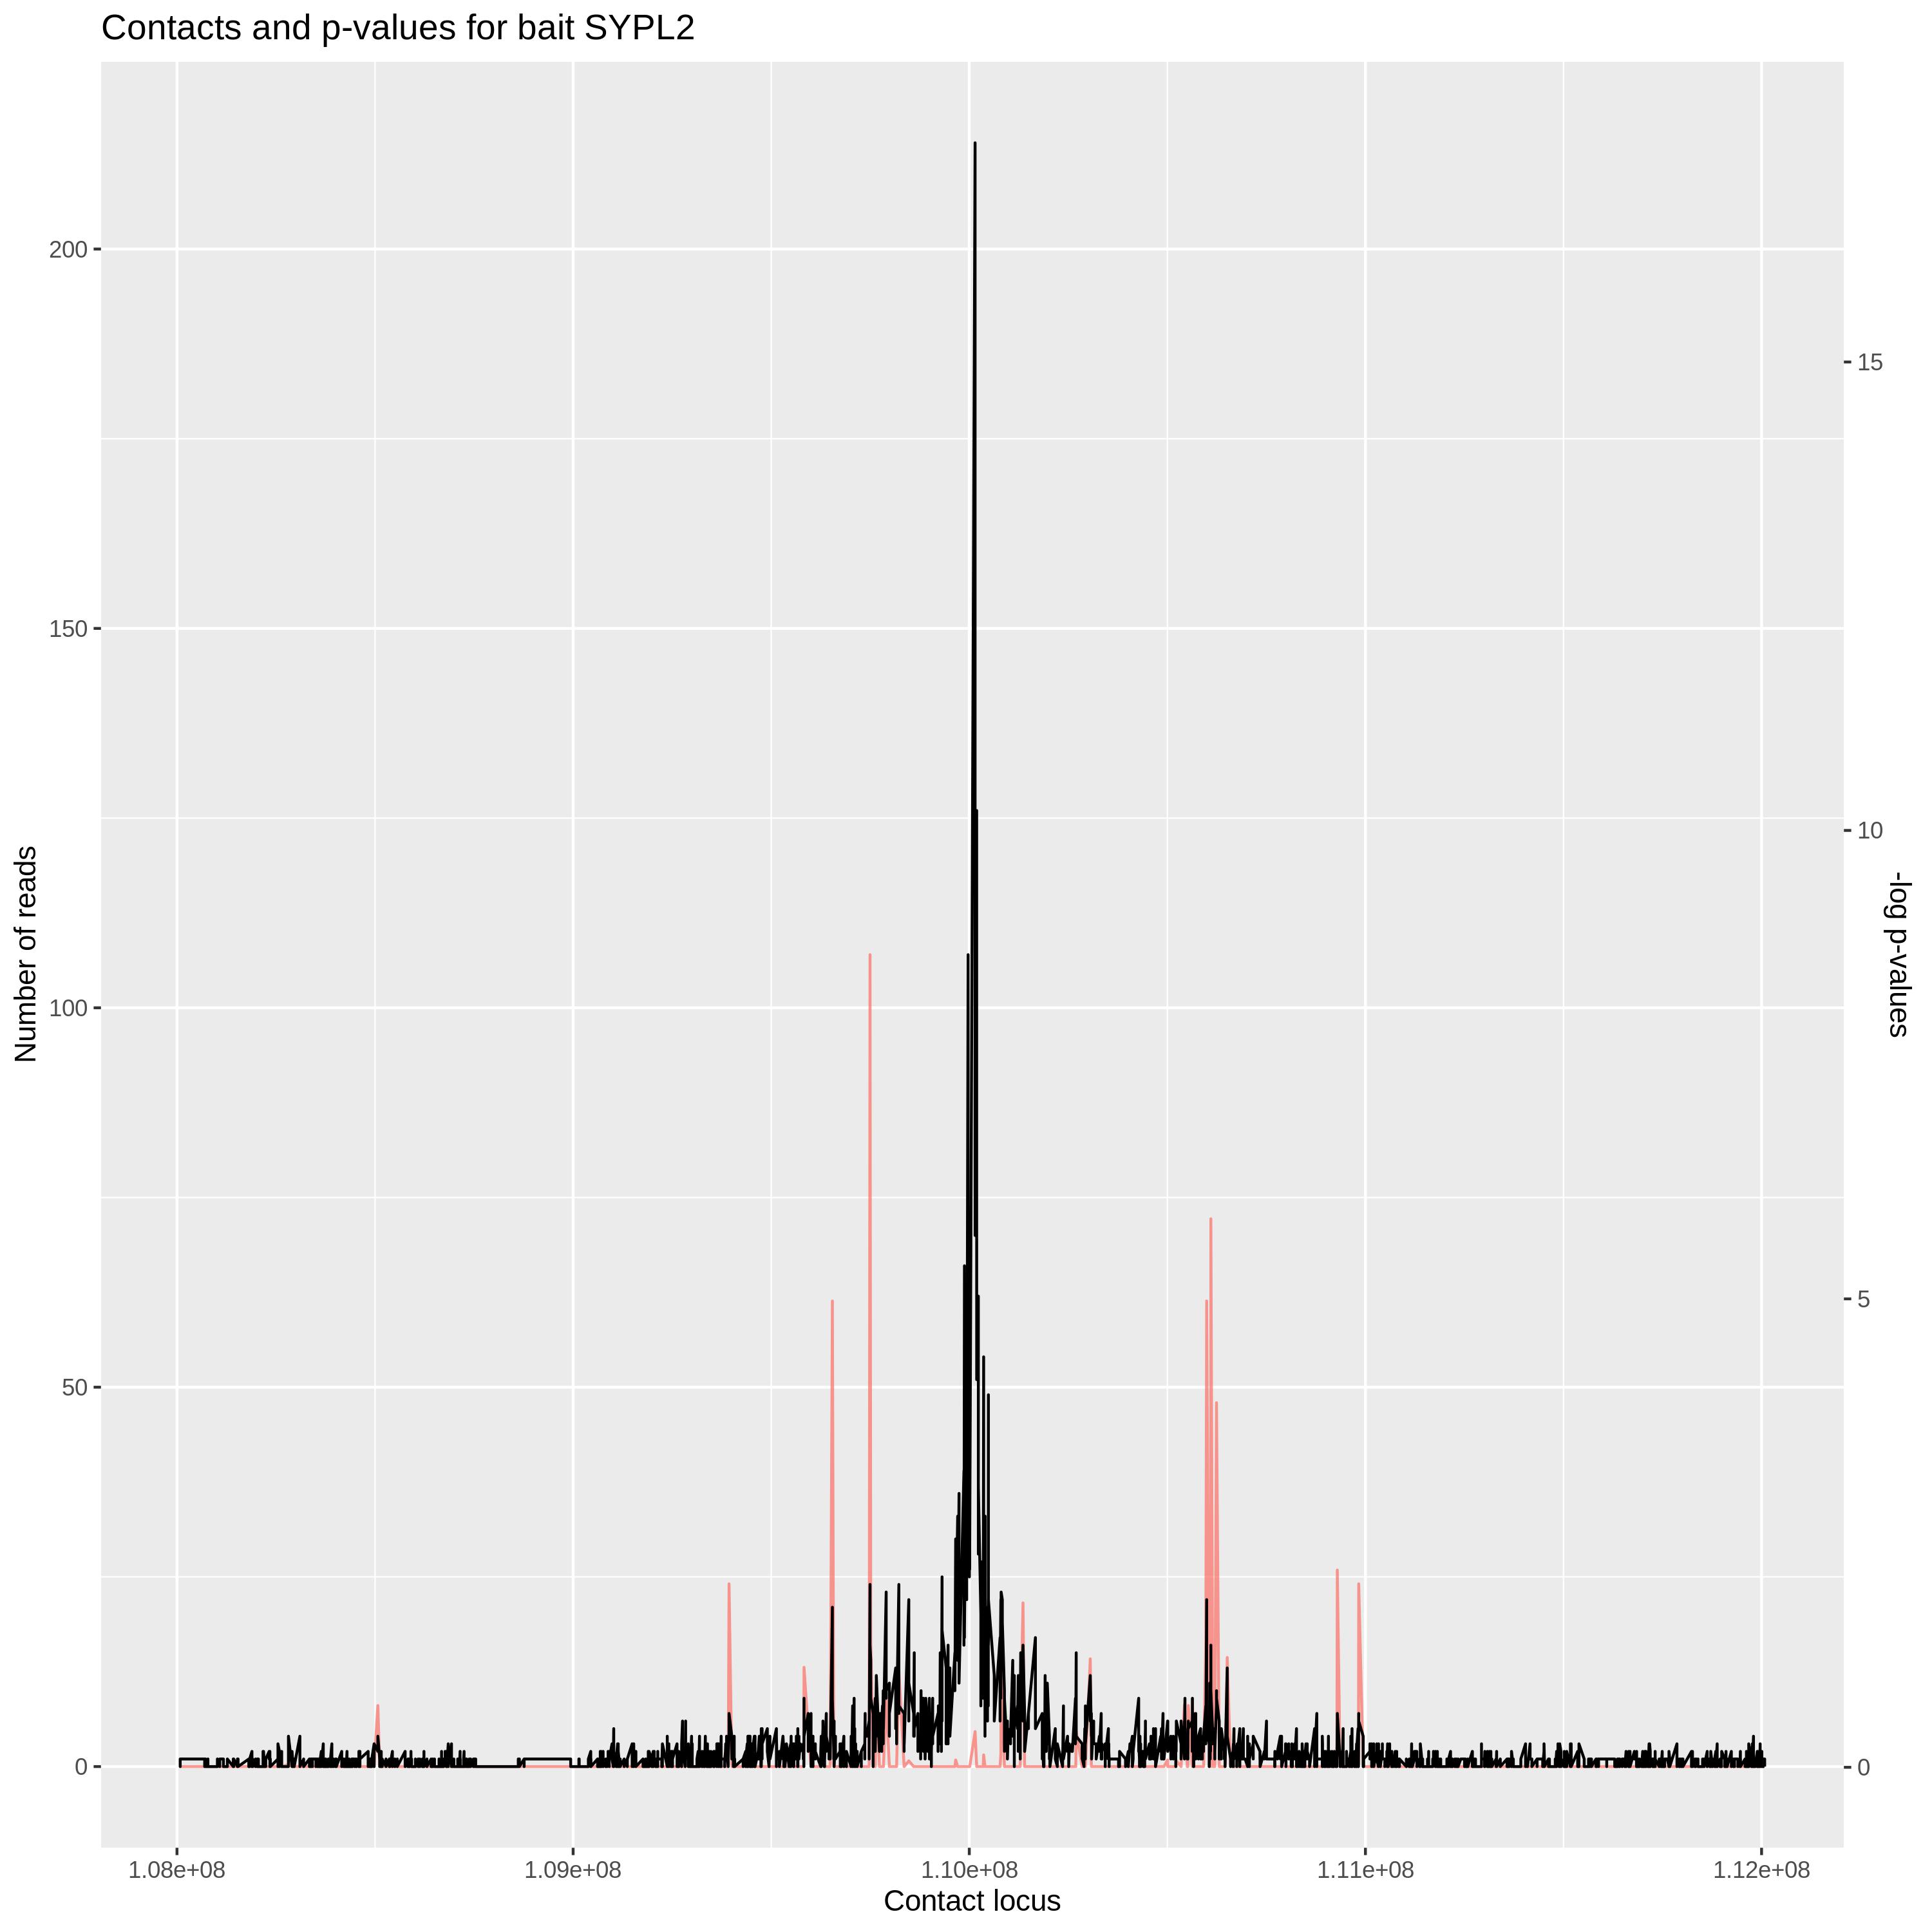 Contacts and p-values for bait SYPL2
200
150
100
50
0
Number of reads
15
10
5
0
-log p-values
1.08e+08
1.09e+08
1.10e+08
1.11e+08
1.12e+08
Contact locus